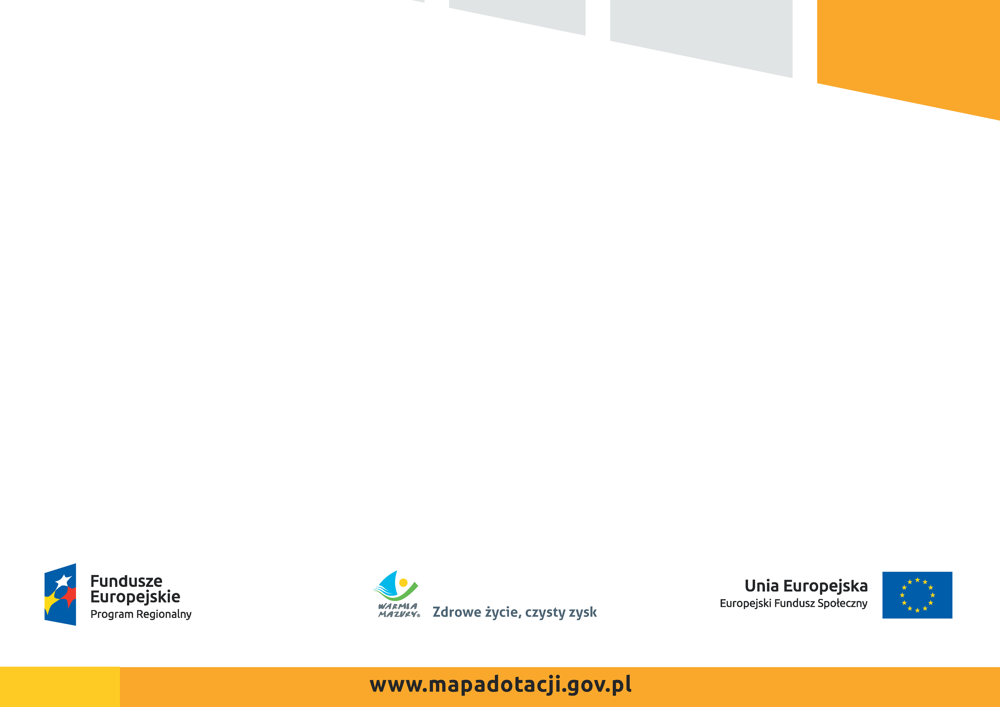 Fundusze
Europejskie
Program Regionalny
WARMIA
MAZURY®
Zdrowe życie, czysty zysk
Unia Europejska
Europejski Fundusz Społeczny
www.mapadotacji.gov.pl